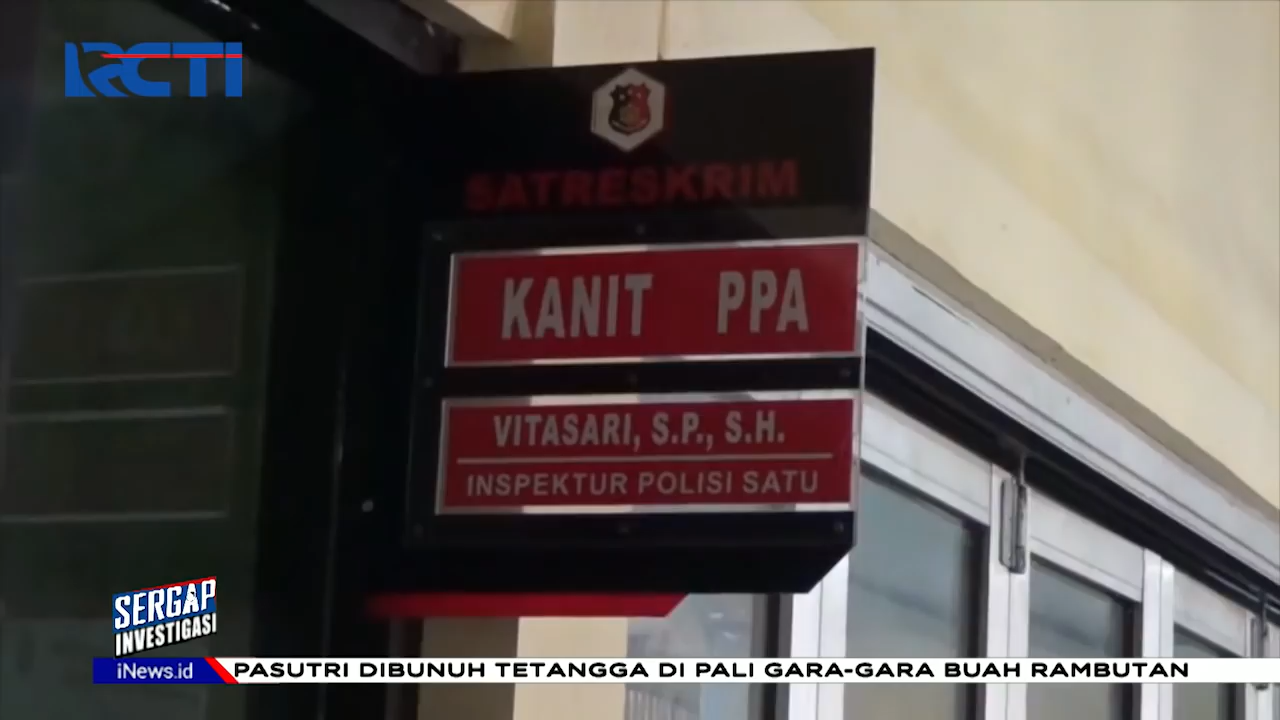 RCTI
SATRESKRIM
KANIT PPA
VITASARI, S.P., S.H.
INSPEKTUR POLISI SATU
SERGAP
INVESTIGASI
iNews.id
PASUTRI DIBUNUH TETANGGA DI PALI GARA-GARA BUAH RAMBUTAN